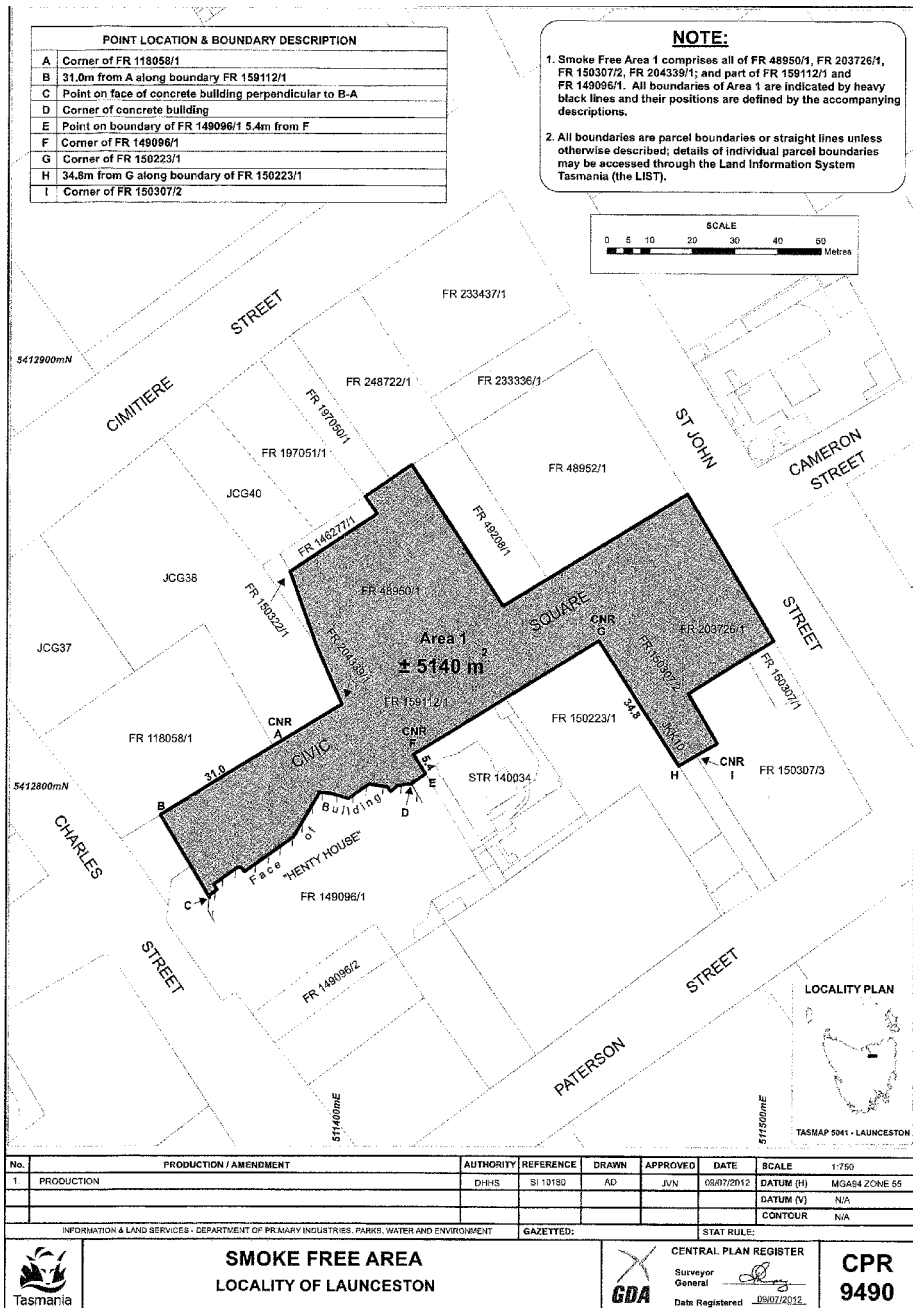 POINT LOCATION & BOUNDARY DESCRIPTION
A Corner of FR 118058/1
B 31.0m from A along boundary FR 159112/1
C Point on face of concrete building perpendicular to B-A
D Corner of concrete building
E Point on boundary of FR 149096/1 5.4m from F
F Corner of FR 149096/1
G Corner of FR 150223/1
H 34.8m from G along boundary of FR 150223/1
I Corner of FR 150307/2
NOTE:
1. Smoke Free Area 1 comprises all of FR 48950/1, FR 203726/1,
FR 150307/2, FR 204339/1; and part of FR 159112/1 and
FR 149096/1. All boundaries of Area 1 are indicated by heavy
black lines and their positions are defined by the accompanying
descriptions.
2. All boundaries are parcel boundaries or straight lines unless
otherwise described; details of individual parcel boundaries
may be accessed through the Land Information System
Tasmania (the LIST).
SCALE
0 5 10 20 30 40 50
Metres
FR 233437/1
CIMITIERE STREET
5412900mN
FR 248722/1
FR 233336/1
FR 197050/1
FR 197051/1
JCG40
FR 48952/1
ST JOHN STREET
CAMERON
STREET
FR 146277/1
FR 49208/1
JCG38
FR 150322/1
FR 48950/1
JCG37
FR 204339/1
Area 1
± 5140 m2
CIVIC SQUARE
CNR
G
FR 203726/1
FR 150307/2
FR 150307/1
FR 159112/1
CNR
A
CNR
F
FR 118058/1
31.0
FR 150223/1
34.8
5.4
E
STR 140034
H
CNR
I
FR 150307/3
5412800mN
B
D
Face of Building
"HENTY HOUSE"
CHARLES STREET
C
FR 149096/1
FR 149096/2
PATERSON STREET
LOCALITY PLAN
511400mE
511500mE
TASMAP 5041 - LAUNCESTON
No. PRODUCTION / AMENDMENT AUTHORITY REFERENCE DRAWN APPROVED DATE SCALE 1:750
1. PRODUCTION DHHS SI 10180 AD JVN 09/07/2012 DATUM (H) MGA94 ZONE 55
DATUM (V) N/A
CONTOUR N/A
INFORMATION & LAND SERVICES - DEPARTMENT OF PRIMARY INDUSTRIES, PARKS, WATER AND ENVIRONMENT GAZETTED: STAT RULE:
Tasmania
SMOKE FREE AREA
LOCALITY OF LAUNCESTON
GDA
CENTRAL PLAN REGISTER
Surveyor
General
Date Registered 09/07/2012
CPR
9490